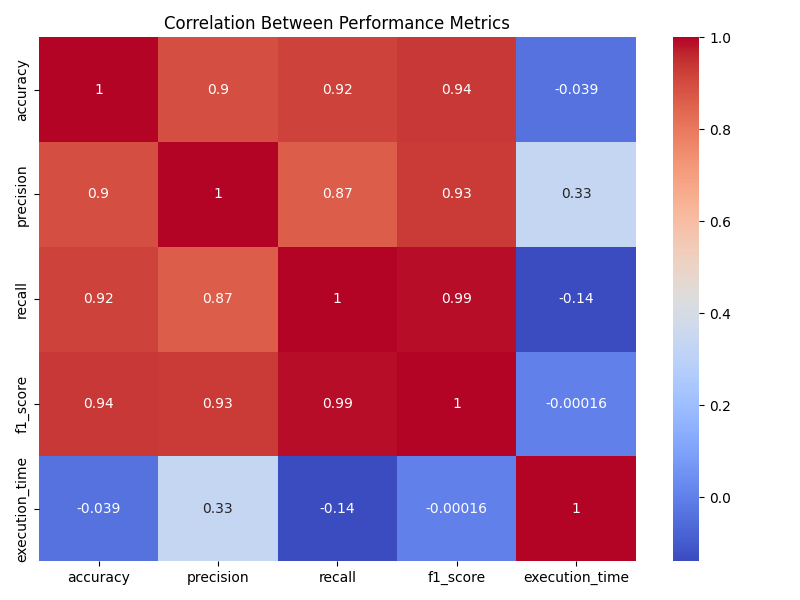 Correlation Between Performance Metrics
accuracy
1
0.9
0.92
0.94
-0.039
precision
0.9
1
0.87
0.93
0.33
recall
0.92
0.87
1
0.99
-0.14
f1_score
0.94
0.93
0.99
1
-0.00016
execution_time
-0.039
0.33
-0.14
-0.00016
1
accuracy
precision
recall
f1_score
execution_time
1.0
0.8
0.6
0.4
0.2
0.0